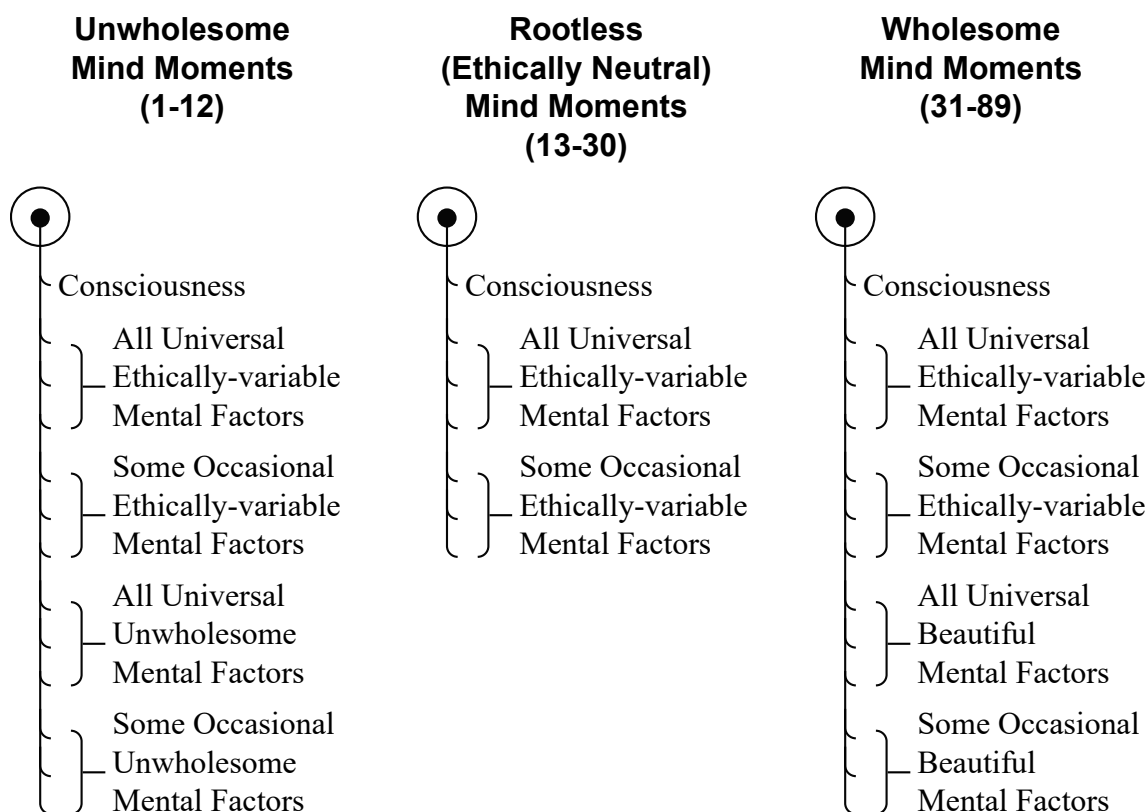 Unwholesome
Mind Moments
(1-12)
Consciousness
All Universal
Ethically-variable
Mental Factors
Some Occasional
Ethically-variable
Mental Factors
All Universal
Unwholesome
Mental Factors
Some Occasional
Unwholesome
Mental Factors
Rootless
(Ethically Neutral)
Mind Moments
(13-30)
Consciousness
All Universal
Ethically-variable
Mental Factors
Some Occasional
Ethically-variable
Mental Factors
Wholesome
Mind Moments
(31-89)
Consciousness
All Universal
Ethically-variable
Mental Factors
Some Occasional
Ethically-variable
Mental Factors
All Universal
Beautiful
Mental Factors
Some Occasional
Beautiful
Mental Factors